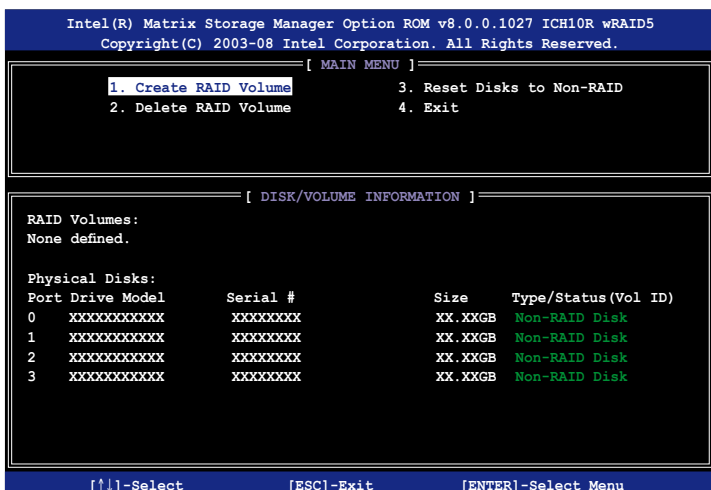 Intel(R) Matrix Storage Manager Option ROM v8.0.0.1027 ICH10R wRAID5
Copyright(C) 2003-08 Intel Corporation. All Rights Reserved.
[ MAIN MENU ]
1. Create RAID Volume 3. Reset Disks to Non-RAID
2. Delete RAID Volume 4. Exit
[ DISK/VOLUME INFORMATION ]
RAID Volumes:
None defined.
Physical Disks:
Port Drive Model Serial # Size Type/Status(Vol ID)
0 XXXXXXXXXXX XXXXXXXX XX.XXGB Non-RAID Disk
1 XXXXXXXXXXX XXXXXXXX XX.XXGB Non-RAID Disk
2 XXXXXXXXXXX XXXXXXXX XX.XXGB Non-RAID Disk
3 XXXXXXXXXXX XXXXXXXX XX.XXGB Non-RAID Disk
[↑↓]-Select [ESC]-Exit [ENTER]-Select Menu